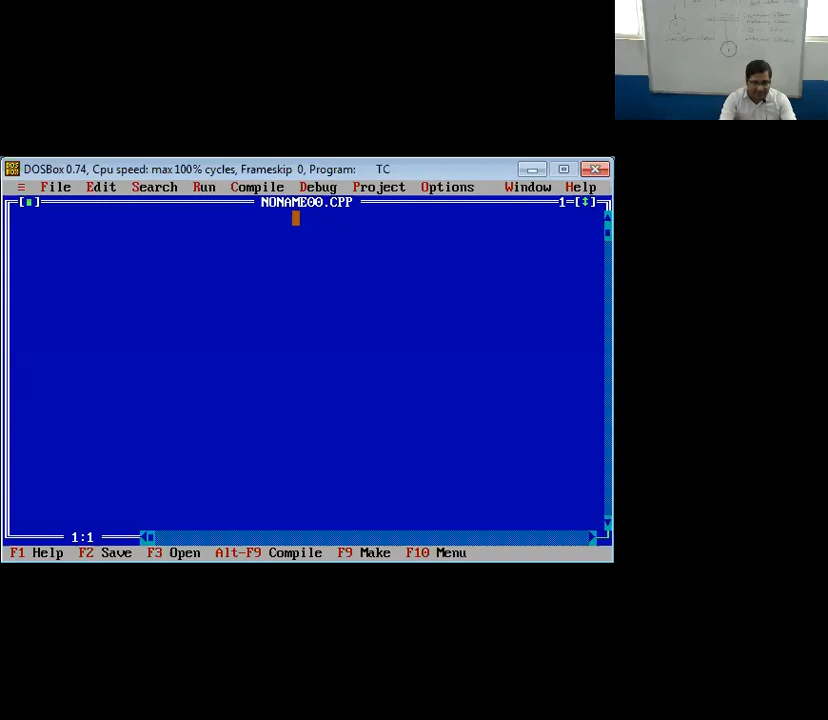 DOSBox 0.74, Cpu speed: max 100% cycles, Frameskip 0, Program: TC
≡ File Edit Search Run Compile Debug Project Options Window Help
[■] NONAME00.CPP 1=[↕]
1:1
F1 Help F2 Save F3 Open Alt-F9 Compile F9 Make F10 Menu